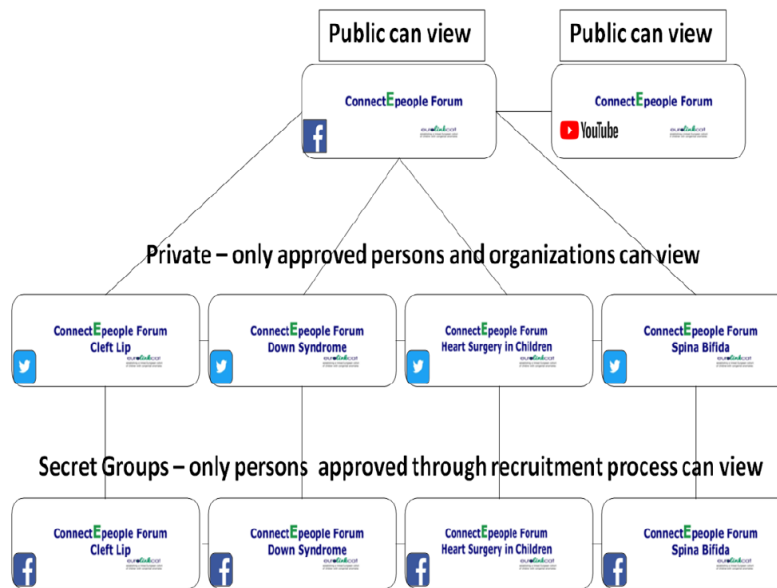 Public can view
Public can view
ConnectEpeople Forum
ConnectEpeople Forum
YouTube
Private – only approved persons and organizations can view
ConnectEpeople Forum
Cleft Lip
ConnectEpeople Forum
Down Syndrome
ConnectEpeople Forum
Heart Surgery in Children
ConnectEpeople Forum
Spina Bifida
Secret Groups – only persons approved through recruitment process can view
ConnectEpeople Forum
Cleft Lip
ConnectEpeople Forum
Down Syndrome
ConnectEpeople Forum
Heart Surgery in Children
ConnectEpeople Forum
Spina Bifida